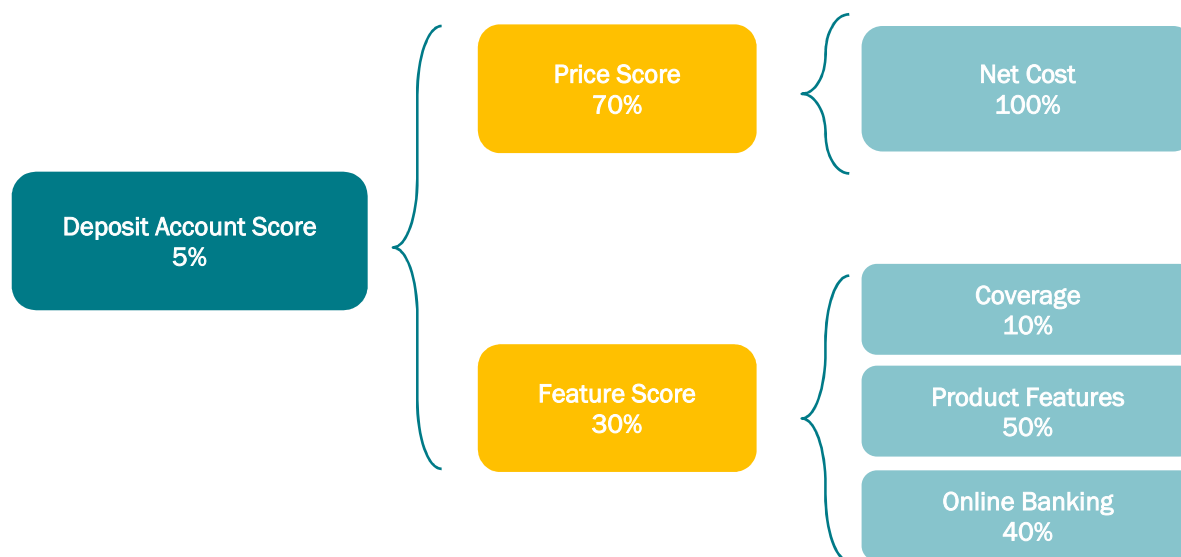 Deposit Account Score
5%
Price Score
70%
Net Cost
100%
Feature Score
30%
Coverage
10%
Product Features
50%
Online Banking
40%